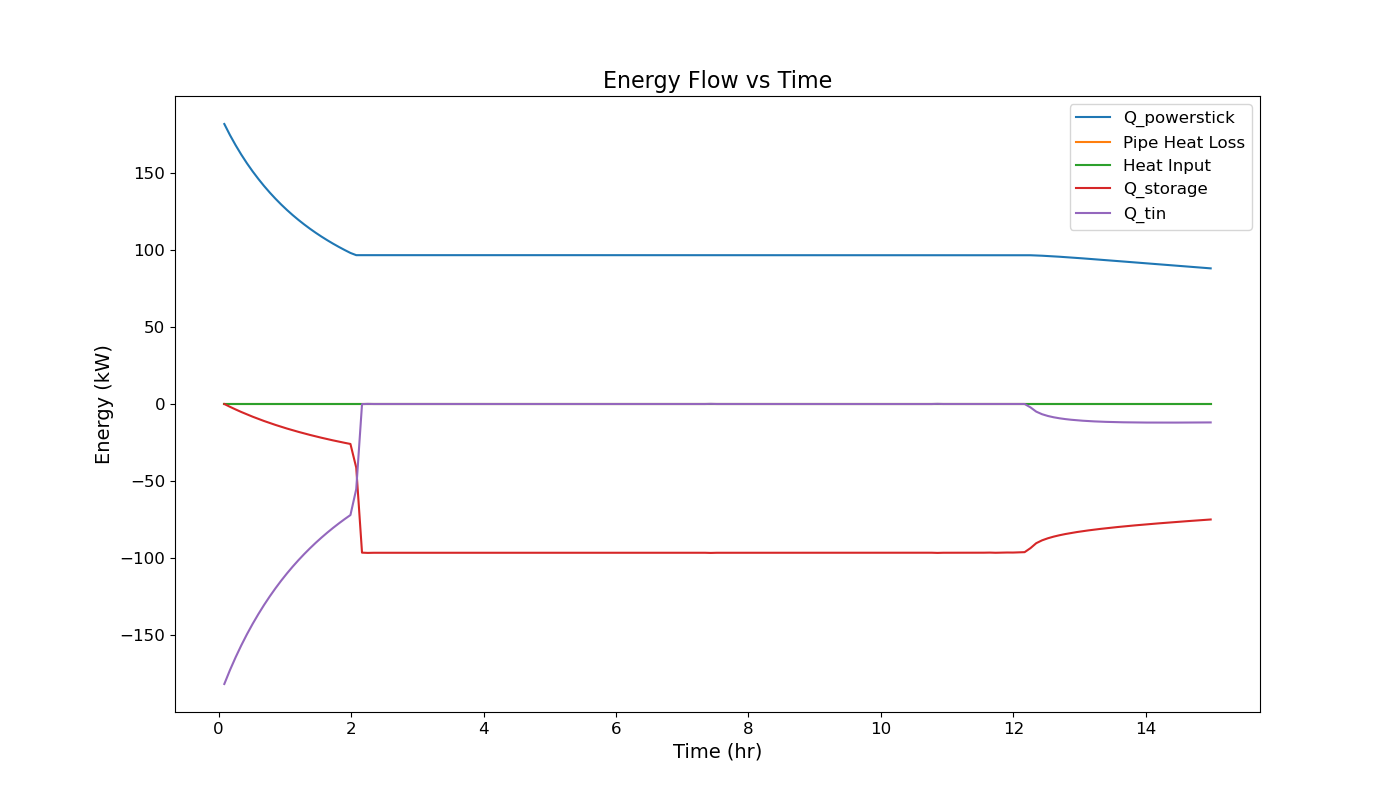 Energy Flow vs Time
Q_powerstick
Pipe Heat Loss
Heat Input
Q_storage
Q_tin
Energy (kW)
150
100
50
0
−50
−100
−150
0 2 4 6 8 10 12 14
Time (hr)